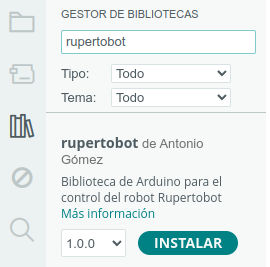 GESTOR DE BIBLIOTECAS
rupertobot
Tipo: Todo
Tema: Todo
rupertobot de Antonio
Gómez
Biblioteca de Arduino para el
control del robot Rupertobot
Más información
1.0.0 INSTALAR